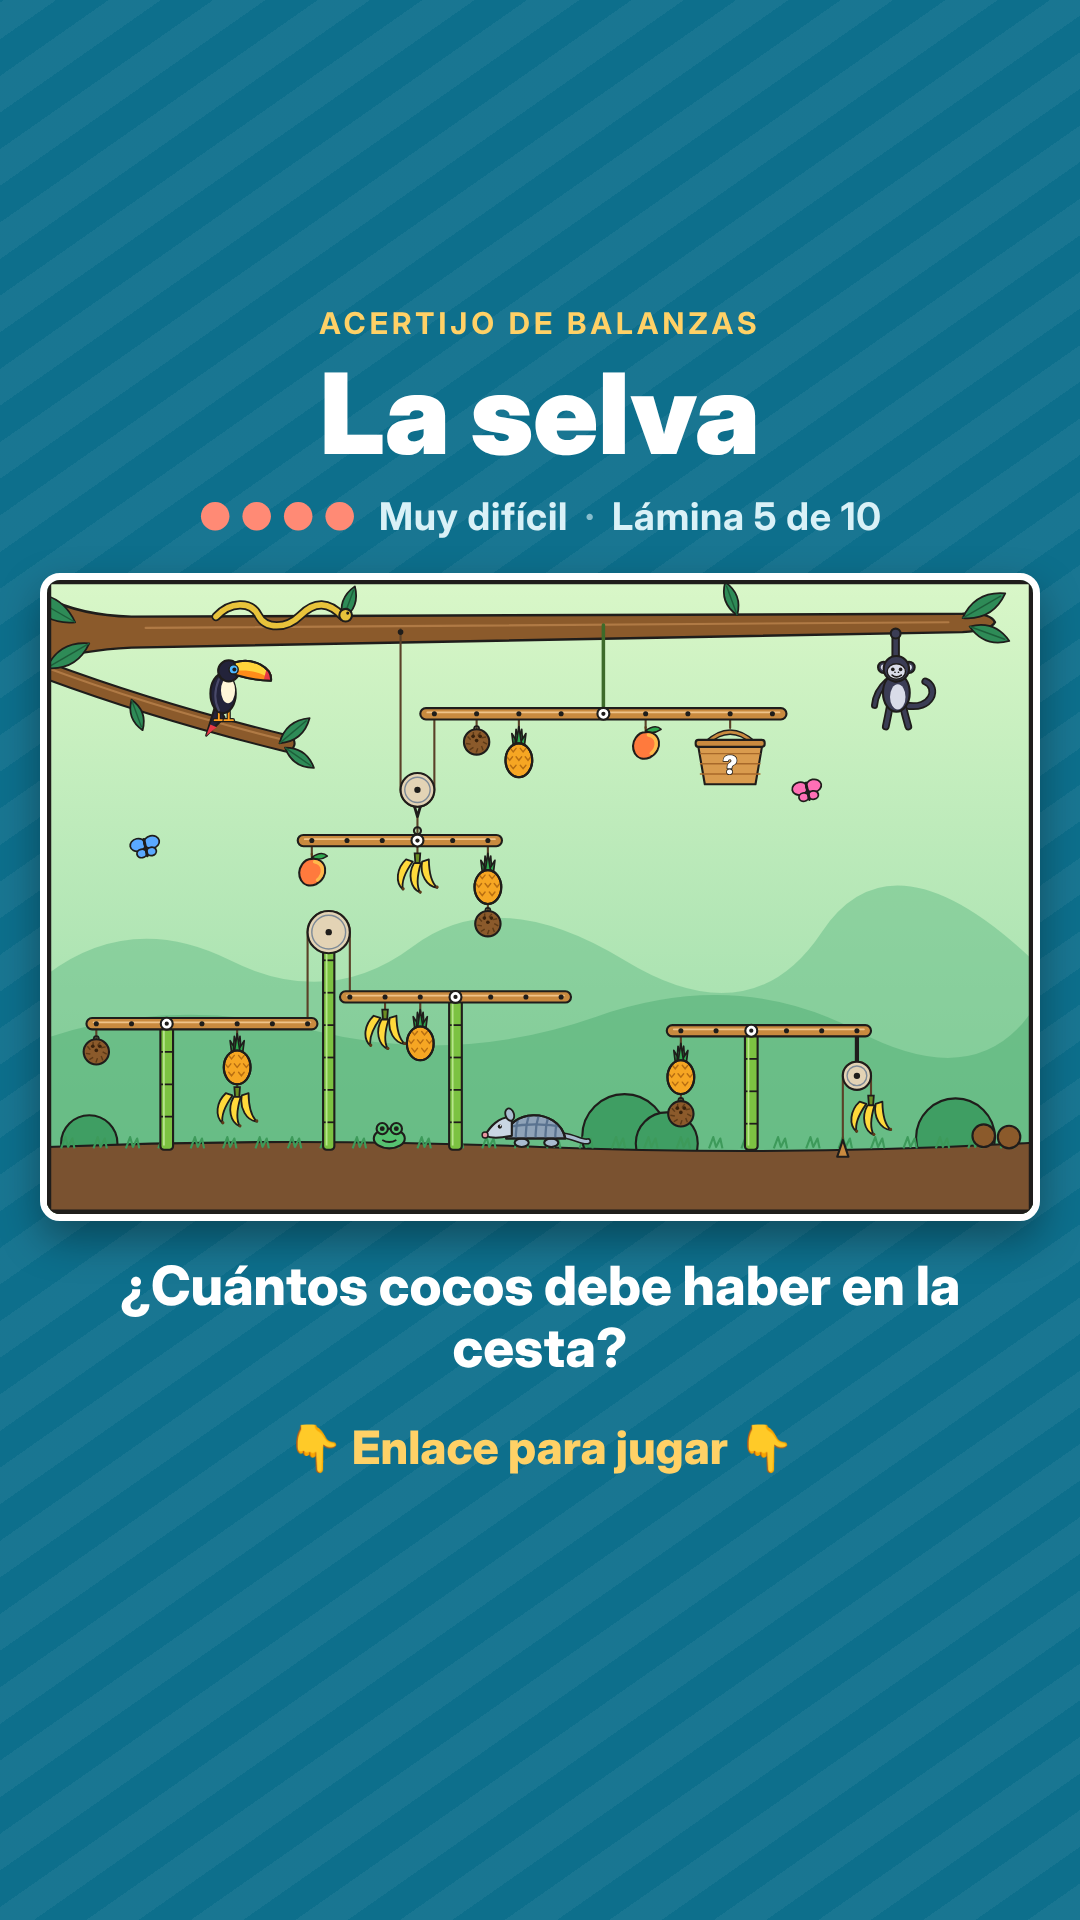 ACERTIJO DE BALANZAS
La selva
Muy difícil · Lámina 5 de 10
?
¿Cuántos cocos debe haber en la
cesta?
👇 Enlace para jugar 👇